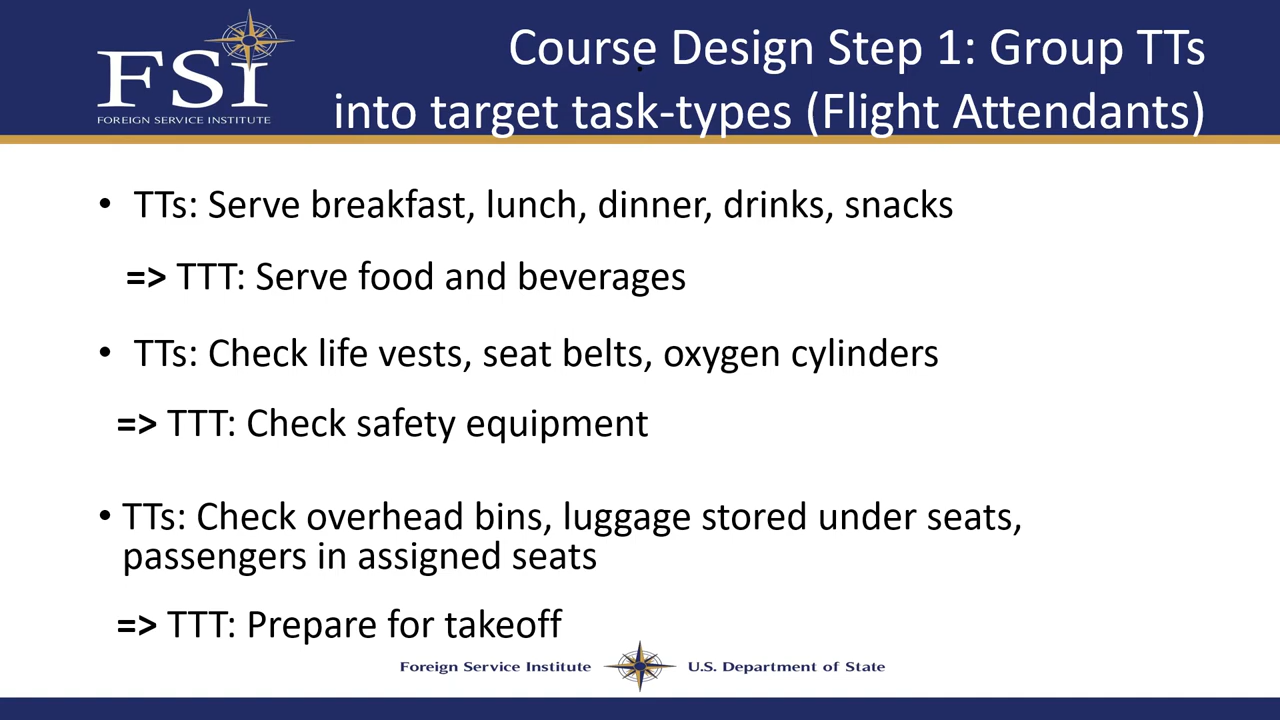 FSI
FOREIGN SERVICE INSTITUTE
Course Design Step 1: Group TTs
into target task-types (Flight Attendants)
• TTs: Serve breakfast, lunch, dinner, drinks, snacks
=> TTT: Serve food and beverages
• TTs: Check life vests, seat belts, oxygen cylinders
=> TTT: Check safety equipment
• TTs: Check overhead bins, luggage stored under seats,
passengers in assigned seats
=> TTT: Prepare for takeoff
Foreign Service Institute U.S. Department of State